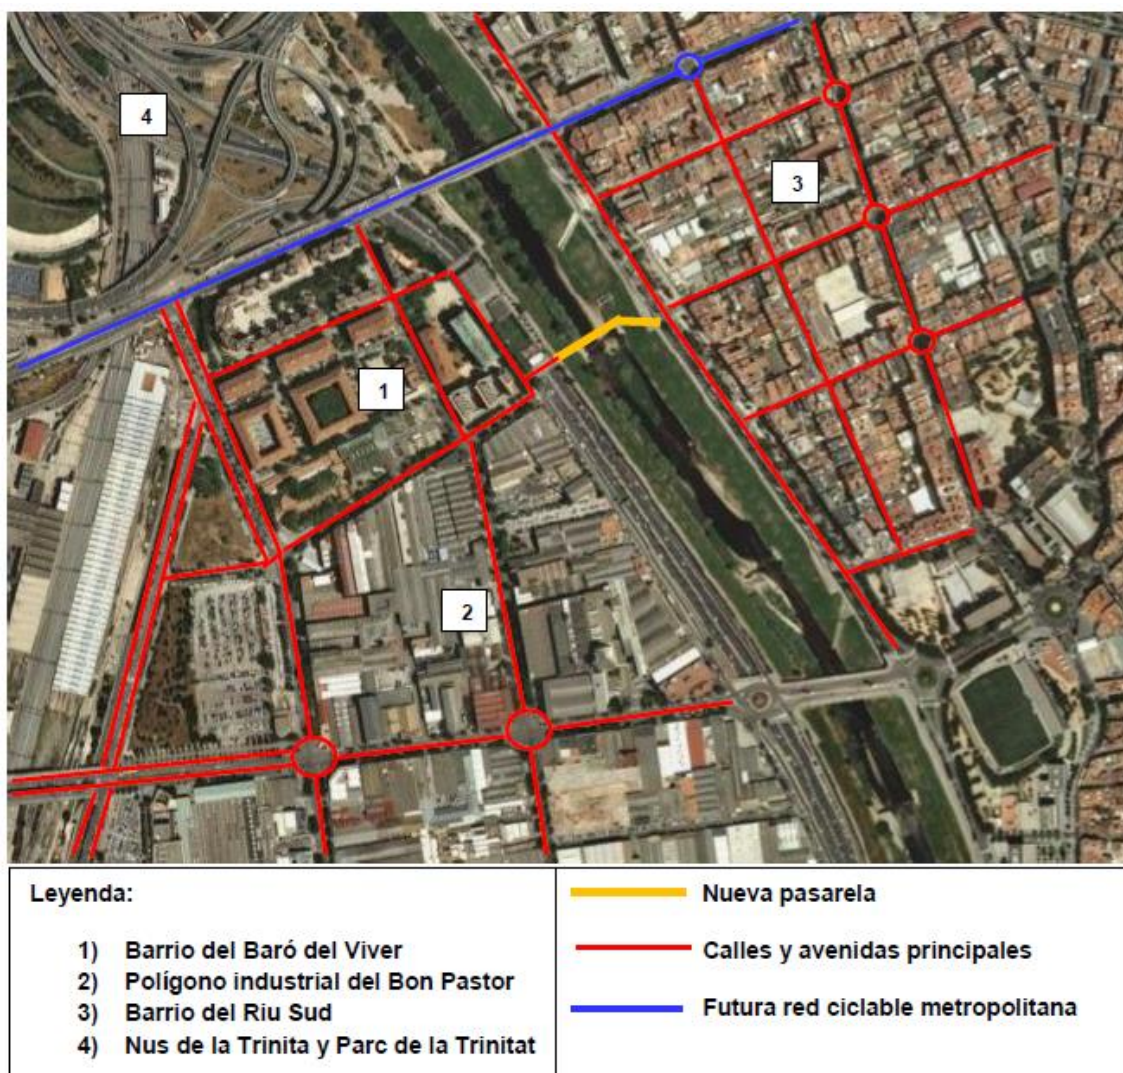 4
3
1
2
Leyenda:
1) Barrio del Baró del Viver
2) Polígono industrial del Bon Pastor
3) Barrio del Riu Sud
4) Nus de la Trinita y Parc de la Trinitat
Nueva pasarela
Calles y avenidas principales
Futura red ciclable metropolitana